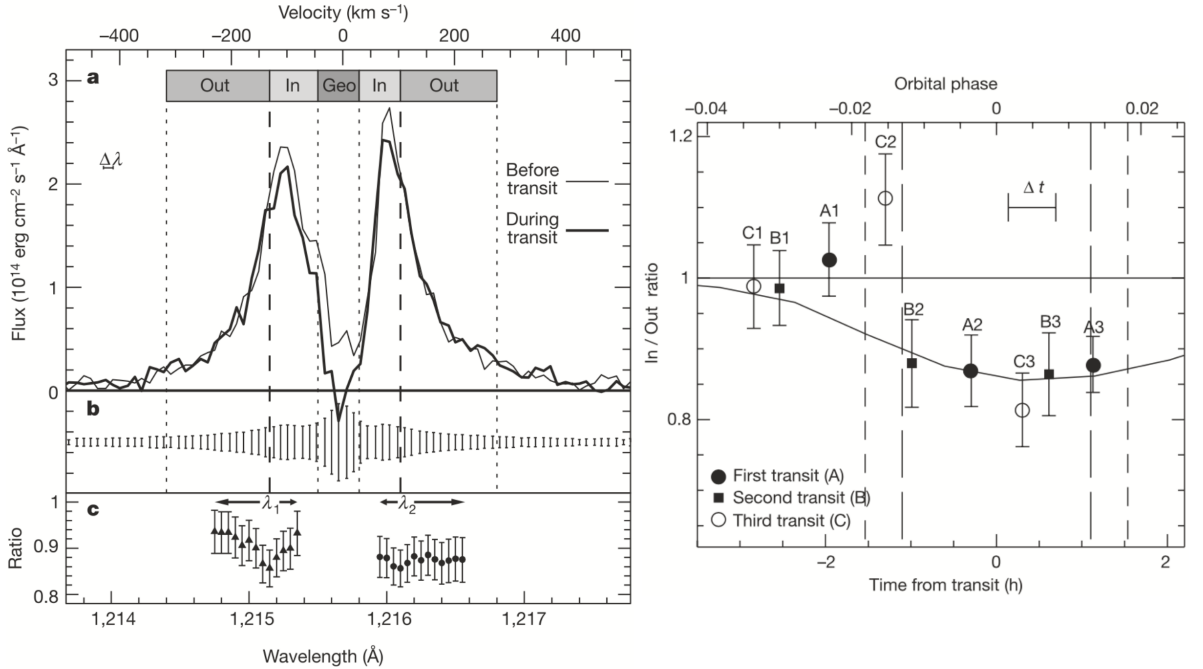 Velocity (km s–1)
–400 –200 0 200 400
a
Out In Geo In Out
3
2
1
0
Flux (10¹⁴ erg cm⁻² s⁻¹ Å⁻¹)
Δλ
Before
transit
During
transit
b
c
λ₁ λ₂
1
0.9
0.8
Ratio
1,214 1,215 1,216 1,217
Wavelength (Å)
Orbital phase
–0.04 –0.02 0 0.02
1.2
1
0.8
In / Out ratio
C2
Δ t
A1
C1 B1
B2 A2 B3 A3
C3
First transit (A)
Second transit (B)
Third transit (C)
–2 0 2
Time from transit (h)